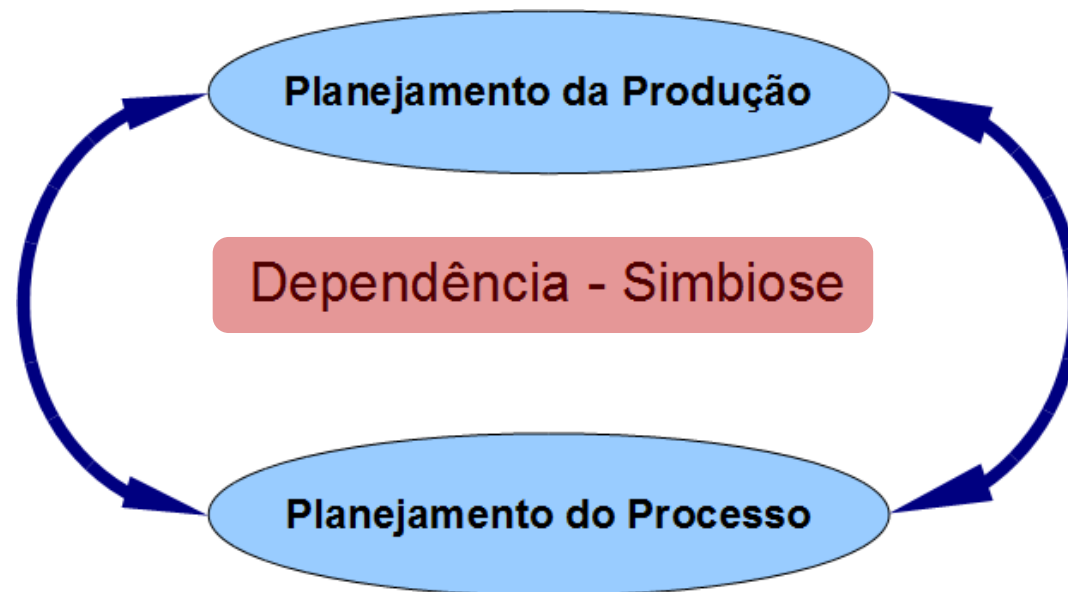 Planejamento da Produção
Dependência - Simbiose
Planejamento do Processo